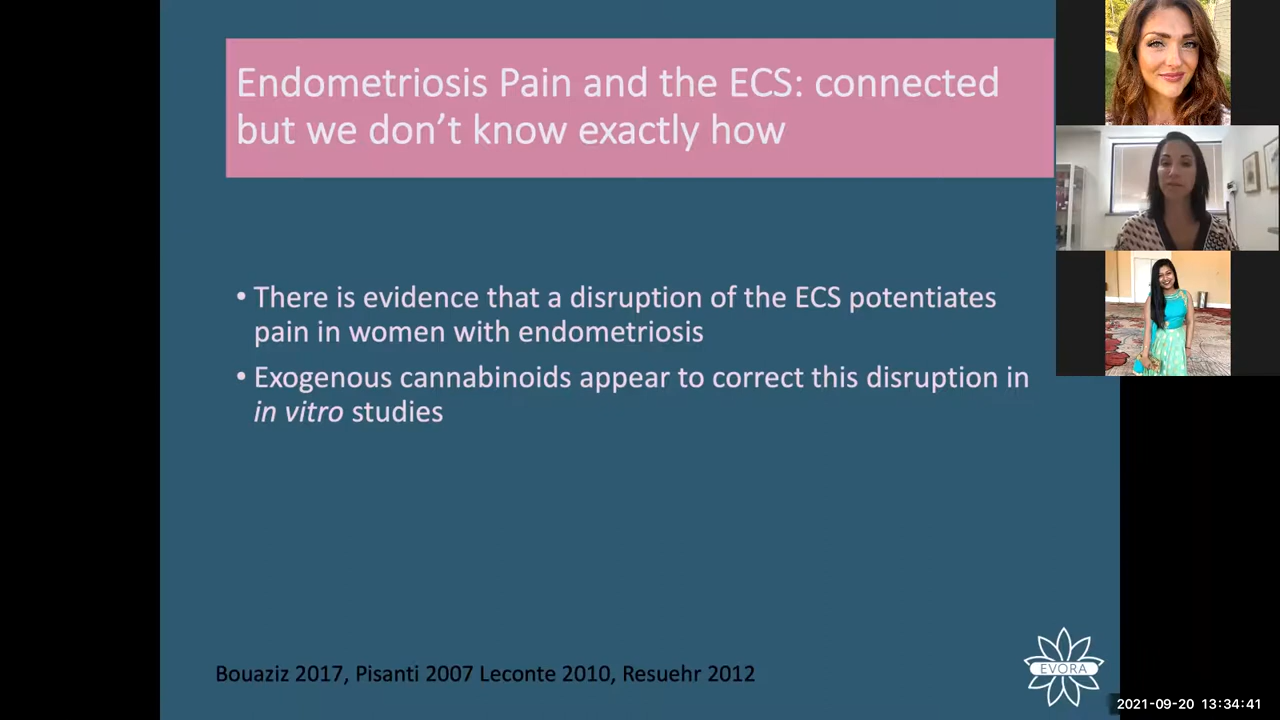 Endometriosis Pain and the ECS: connected
but we don’t know exactly how
• There is evidence that a disruption of the ECS potentiates
pain in women with endometriosis
• Exogenous cannabinoids appear to correct this disruption in
in vitro studies
Bouaziz 2017, Pisanti 2007 Leconte 2010, Resuehr 2012
EVORA
2021-09-20 13:34:41